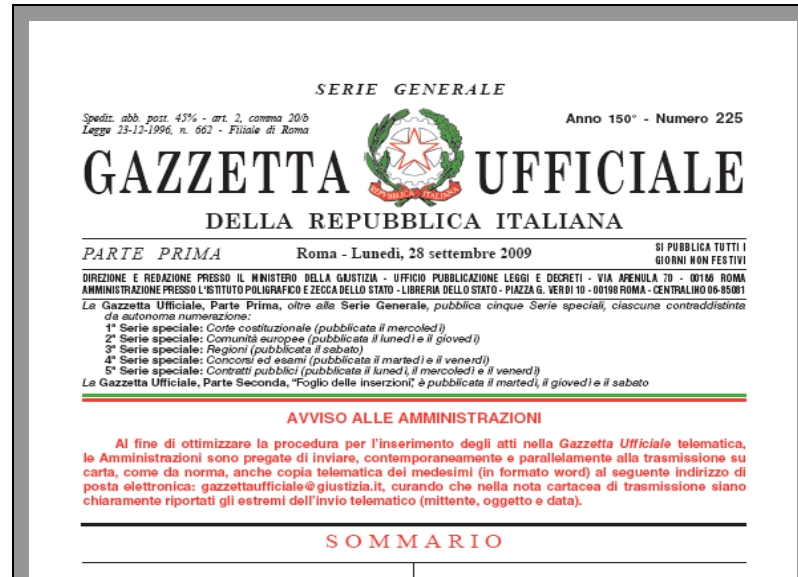 SERIE GENERALE
Spediz. abb. post. 45% - art. 2, comma 20/b
Legge 23-12-1996, n. 662 - Filiale di Roma
Anno 150° - Numero 225
GAZZETTA UFFICIALE
REPUBBLICA ITALIANA
DELLA REPUBBLICA ITALIANA
PARTE PRIMA
Roma - Lunedì, 28 settembre 2009
SI PUBBLICA TUTTI I
GIORNI NON FESTIVI
DIREZIONE E REDAZIONE PRESSO IL MINISTERO DELLA GIUSTIZIA - UFFICIO PUBBLICAZIONE LEGGI E DECRETI - VIA ARENULA 70 - 00186 ROMA
AMMINISTRAZIONE PRESSO L'ISTITUTO POLIGRAFICO E ZECCA DELLO STATO - LIBRERIA DELLO STATO - PIAZZA G. VERDI 10 - 00198 ROMA - CENTRALINO 06-85081
La Gazzetta Ufficiale, Parte Prima, oltre alla Serie Generale, pubblica cinque Serie speciali, ciascuna contraddistinta
da autonoma numerazione:
1ª Serie speciale: Corte costituzionale (pubblicata il mercoledì)
2ª Serie speciale: Comunità europee (pubblicata il lunedì e il giovedì)
3ª Serie speciale: Regioni (pubblicata il sabato)
4ª Serie speciale: Concorsi ed esami (pubblicata il martedì e il venerdì)
5ª Serie speciale: Contratti pubblici (pubblicata il lunedì, il mercoledì e il venerdì)
La Gazzetta Ufficiale, Parte Seconda, "Foglio delle inserzioni", è pubblicata il martedì, il giovedì e il sabato
AVVISO ALLE AMMINISTRAZIONI
Al fine di ottimizzare la procedura per l'inserimento degli atti nella Gazzetta Ufficiale telematica,
le Amministrazioni sono pregate di inviare, contemporaneamente e parallelamente alla trasmissione su
carta, come da norma, anche copia telematica dei medesimi (in formato word) al seguente indirizzo di
posta elettronica: gazzettaufficiale@giustizia.it, curando che nella nota cartacea di trasmissione siano
chiaramente riportati gli estremi dell'invio telematico (mittente, oggetto e data).
SOMMARIO